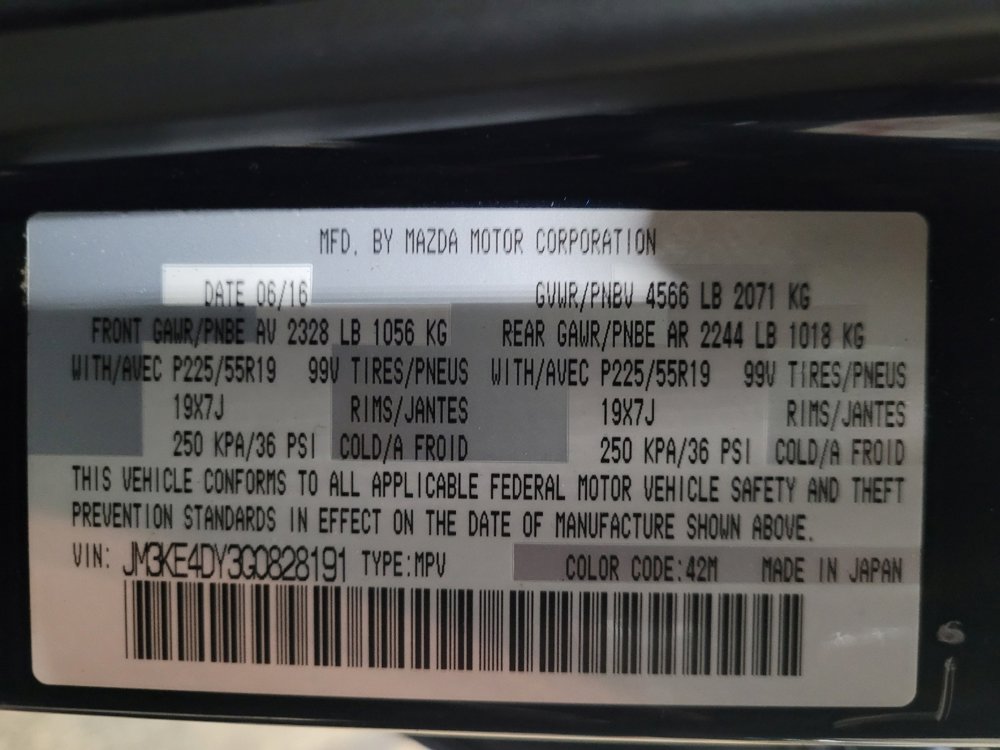 MFD. BY MAZDA MOTOR CORPORATION
DATE 06/16 GVWR/PNBV 4566 LB 2071 KG
FRONT GAWR/PNBE AV 2328 LB 1056 KG REAR GAWR/PNBE AR 2244 LB 1018 KG
WITH/AVEC P225/55R19 99V TIRES/PNEUS WITH/AVEC P225/55R19 99V TIRES/PNEUS
19X7J RIMS/JANTES 19X7J RIMS/JANTES
250 KPA/36 PSI COLD/A FROID 250 KPA/36 PSI COLD/A FROID
THIS VEHICLE CONFORMS TO ALL APPLICABLE FEDERAL MOTOR VEHICLE SAFETY AND THEFT
PREVENTION STANDARDS IN EFFECT ON THE DATE OF MANUFACTURE SHOWN ABOVE.
VIN: JM3KE4DY3G0828191 TYPE:MPV COLOR CODE:42M MADE IN JAPAN